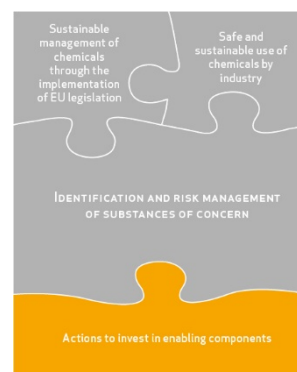 Sustainable
management of
chemicals
through the
implementation
of EU legislation
Safe and
sustainable use of
chemicals by
industry
IDENTIFICATION AND RISK MANAGEMENT
OF SUBSTANCES OF CONCERN
Actions to invest in enabling components